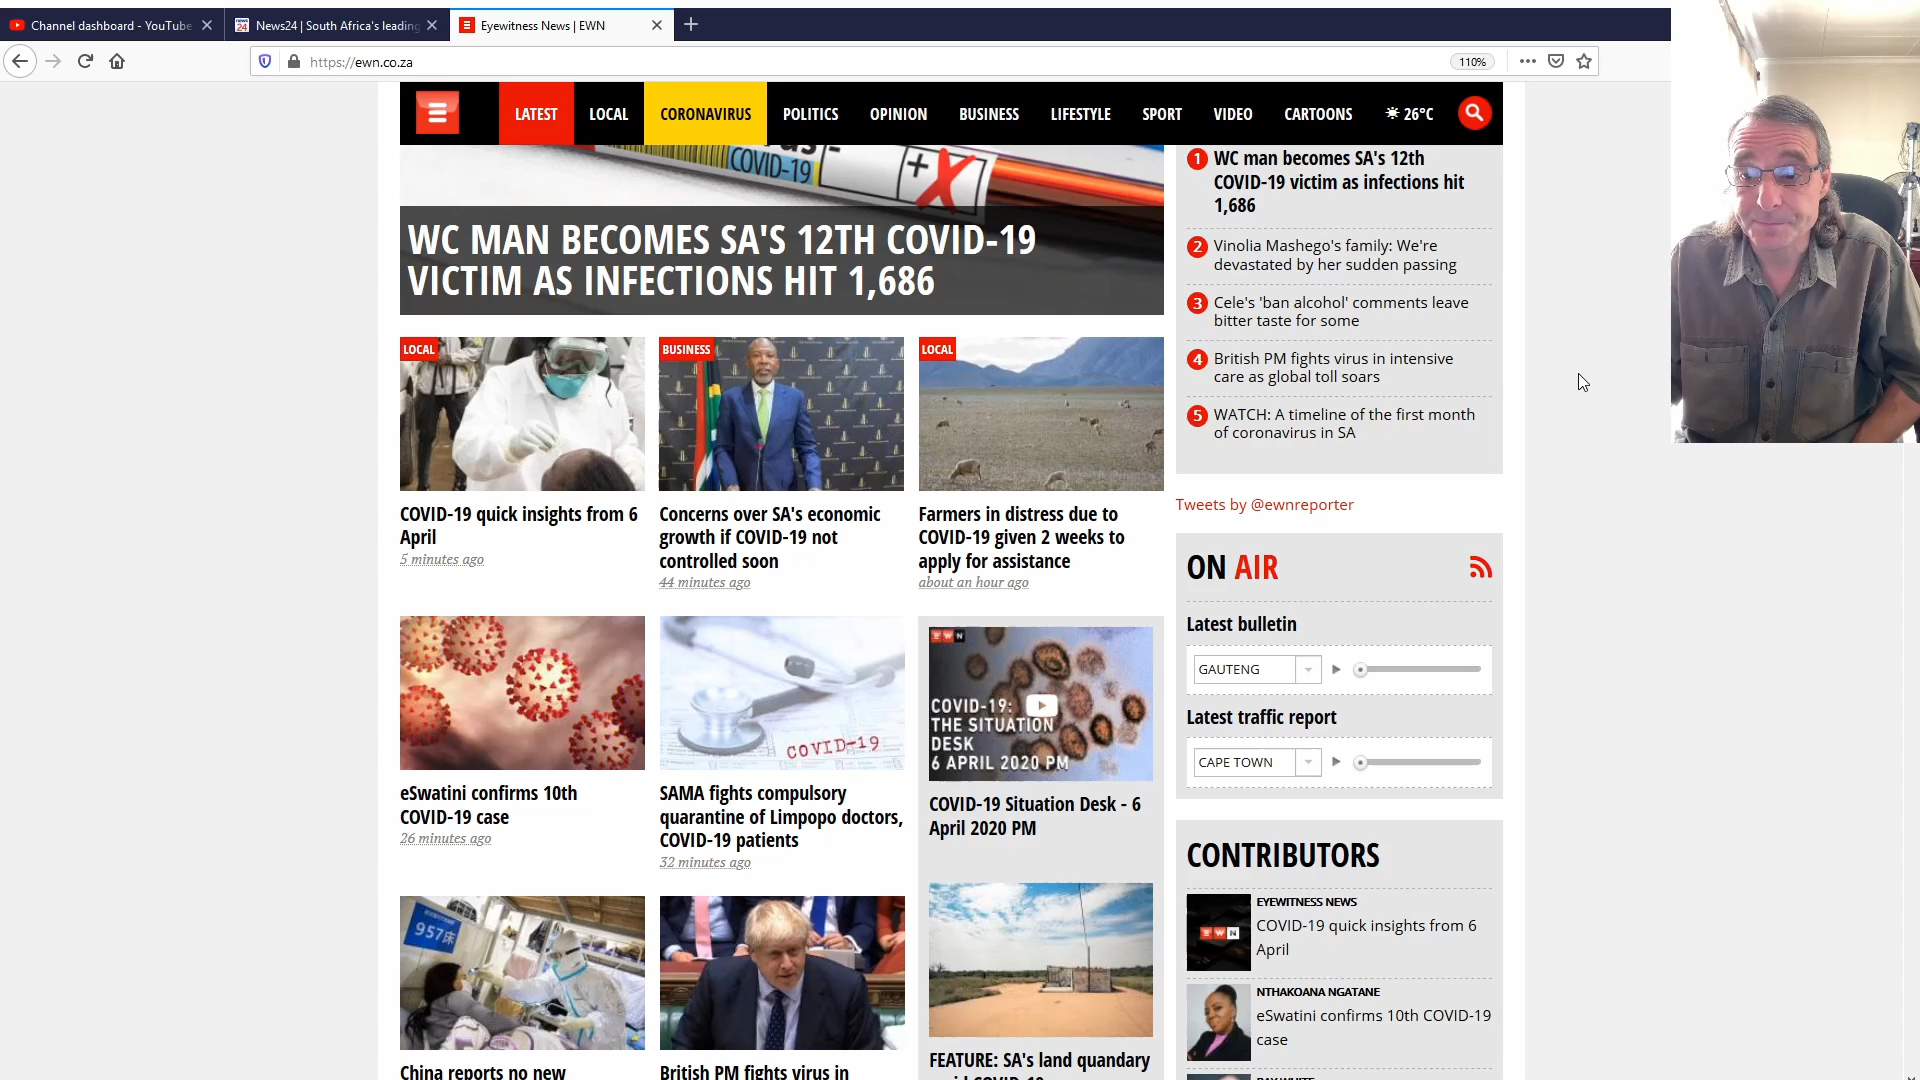 Channel dashboard - YouTube
News24 | South Africa's leading
Eyewitness News | EWN
https://ewn.co.za
110%
LATEST
LOCAL
CORONAVIRUS
POLITICS
OPINION
BUSINESS
LIFESTYLE
SPORT
VIDEO
CARTOONS
26°C
COVID-19
WC MAN BECOMES SA'S 12TH COVID-19
VICTIM AS INFECTIONS HIT 1,686
1 WC man becomes SA's 12th
COVID-19 victim as infections hit
1,686
2 Vinolia Mashego's family: We're
devastated by her sudden passing
3 Cele's 'ban alcohol' comments leave
bitter taste for some
4 British PM fights virus in intensive
care as global toll soars
5 WATCH: A timeline of the first month
of coronavirus in SA
LOCAL
COVID-19 quick insights from 6
April
5 minutes ago
BUSINESS
Concerns over SA's economic
growth if COVID-19 not
controlled soon
44 minutes ago
LOCAL
Farmers in distress due to
COVID-19 given 2 weeks to
apply for assistance
about an hour ago
Tweets by @ewnreporter
ON AIR
Latest bulletin
GAUTENG
Latest traffic report
CAPE TOWN
eSwatini confirms 10th
COVID-19 case
26 minutes ago
COVID-19
SAMA fights compulsory
quarantine of Limpopo doctors,
COVID-19 patients
32 minutes ago
EWN
COVID-19:
THE SITUATION
DESK
6 APRIL 2020 PM
COVID-19 Situation Desk - 6
April 2020 PM
CONTRIBUTORS
EWN
EYEWITNESS NEWS
COVID-19 quick insights from 6
April
NTHAKOANA NGATANE
eSwatini confirms 10th COVID-19
case
957床
China reports no new
British PM fights virus in
FEATURE: SA's land quandary